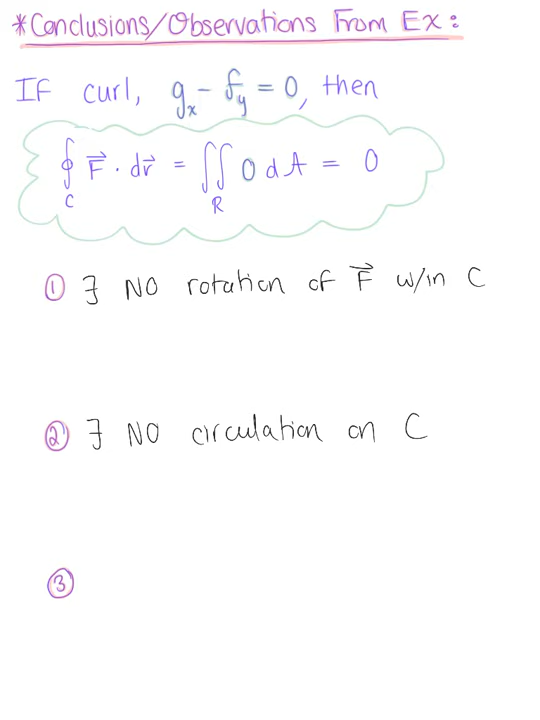 *Conclusions/Observations From Ex:
IF curl, gₓ - f_y = 0, then
∮_C F⃗ · dr⃗ = ∬_R 0 dA = 0
① ∃ NO rotation of F⃗ w/in C
② ∃ NO circulation on C
③